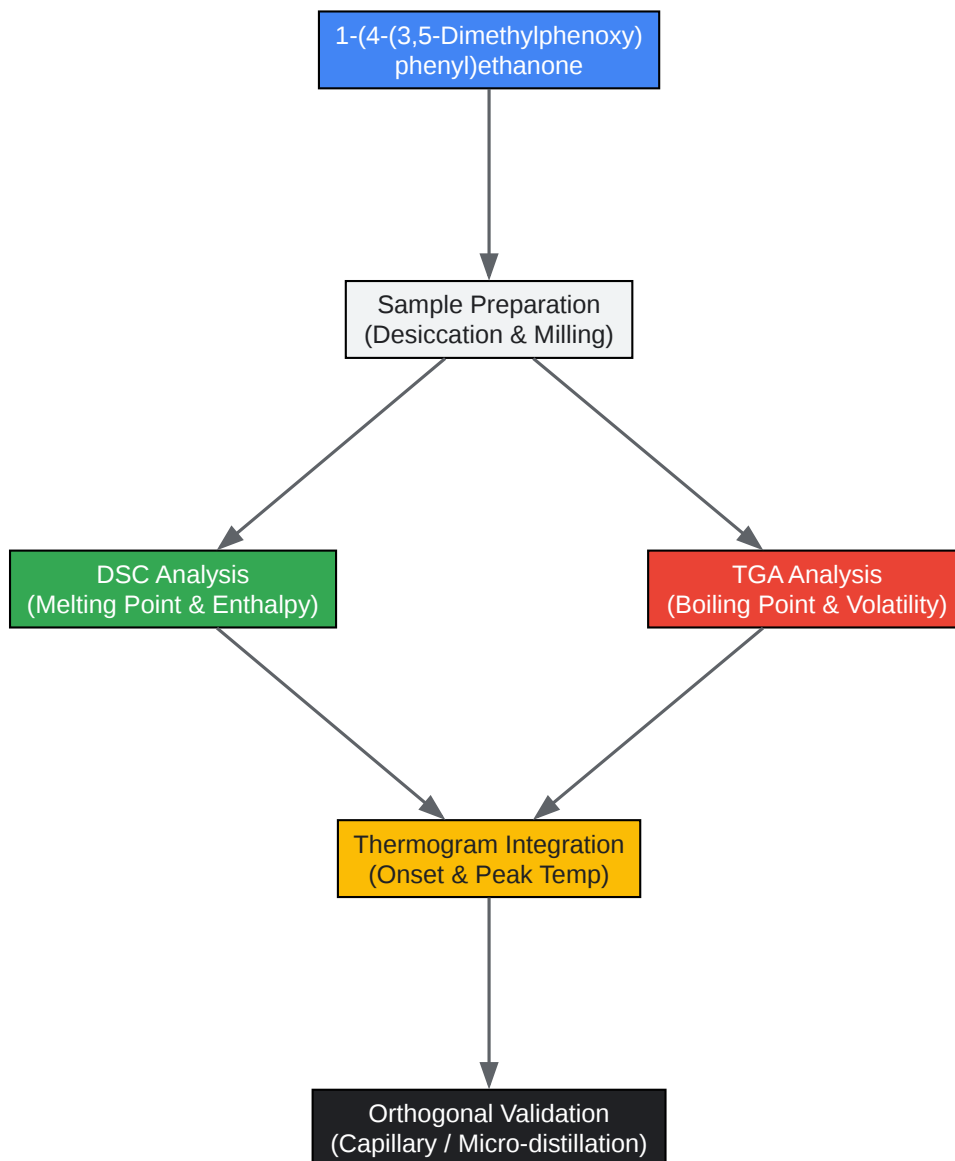 1-(4-(3,5-Dimethylphenoxy)
phenyl)ethanone
Sample Preparation
(Desiccation & Milling)
DSC Analysis
(Melting Point & Enthalpy)
TGA Analysis
(Boiling Point & Volatility)
Thermogram Integration
(Onset & Peak Temp)
Orthogonal Validation
(Capillary / Micro-distillation)